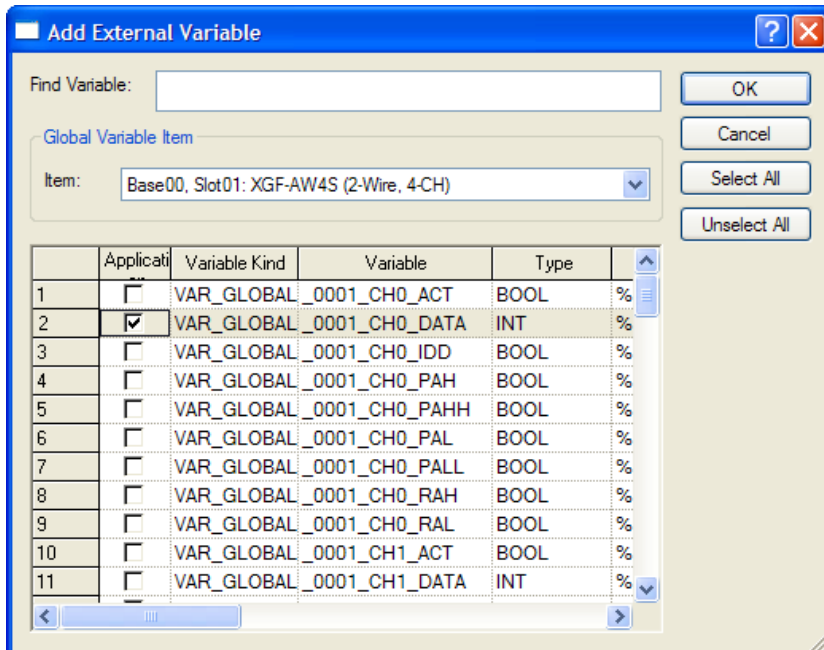 Add External Variable
Find Variable:
OK
Global Variable Item
Cancel
Item: Base00, Slot01: XGF-AW4S (2-Wire, 4-CH)
Select All
Unselect All
Applicati Variable Kind Variable Type
1 VAR_GLOBAL _0001_CH0_ACT BOOL %
2 VAR_GLOBAL _0001_CH0_DATA INT %
3 VAR_GLOBAL _0001_CH0_IDD BOOL %
4 VAR_GLOBAL _0001_CH0_PAH BOOL %
5 VAR_GLOBAL _0001_CH0_PAHH BOOL %
6 VAR_GLOBAL _0001_CH0_PAL BOOL %
7 VAR_GLOBAL _0001_CH0_PALL BOOL %
8 VAR_GLOBAL _0001_CH0_RAH BOOL %
9 VAR_GLOBAL _0001_CH0_RAL BOOL %
10 VAR_GLOBAL _0001_CH1_ACT BOOL %
11 VAR_GLOBAL _0001_CH1_DATA INT %